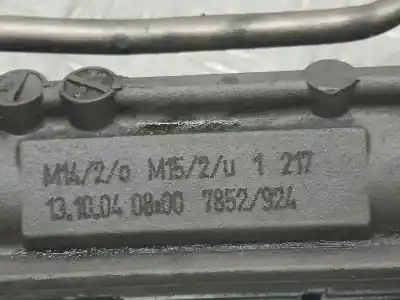 M14/2/o M15/2/u 1 217
13.10.04 08:00 7852/924